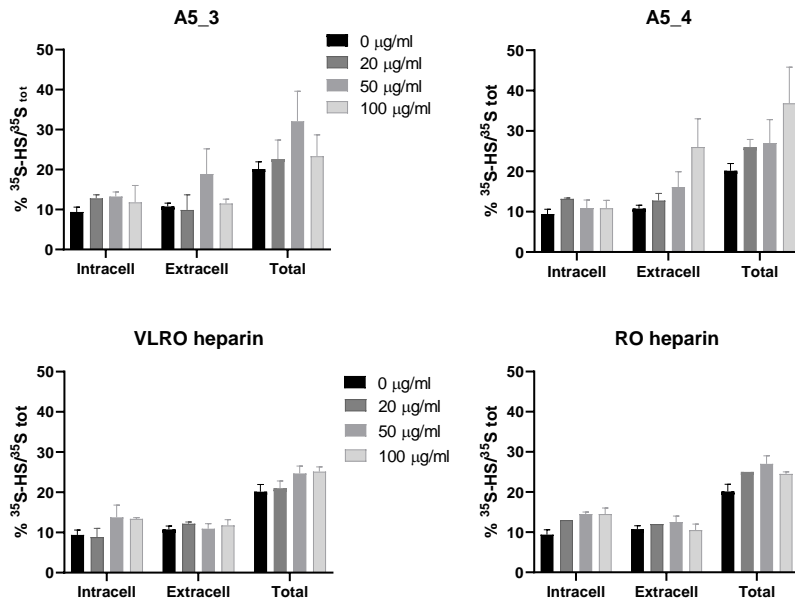 A5_3
50
40
30
20
10
0
% ³⁵S-HS/³⁵S tot
Intracell Extracell Total
0 μg/ml
20 μg/ml
50 μg/ml
100 μg/ml
A5_4
50
40
30
20
10
0
% ³⁵S-HS/³⁵S tot
Intracell Extracell Total
VLRO heparin
50
40
30
20
10
0
% ³⁵S-HS/³⁵S tot
Intracell Extracell Total
0 μg/ml
20 μg/ml
50 μg/ml
100 μg/ml
RO heparin
50
40
30
20
10
0
% ³⁵S-HS/³⁵S tot
Intracell Extracell Total